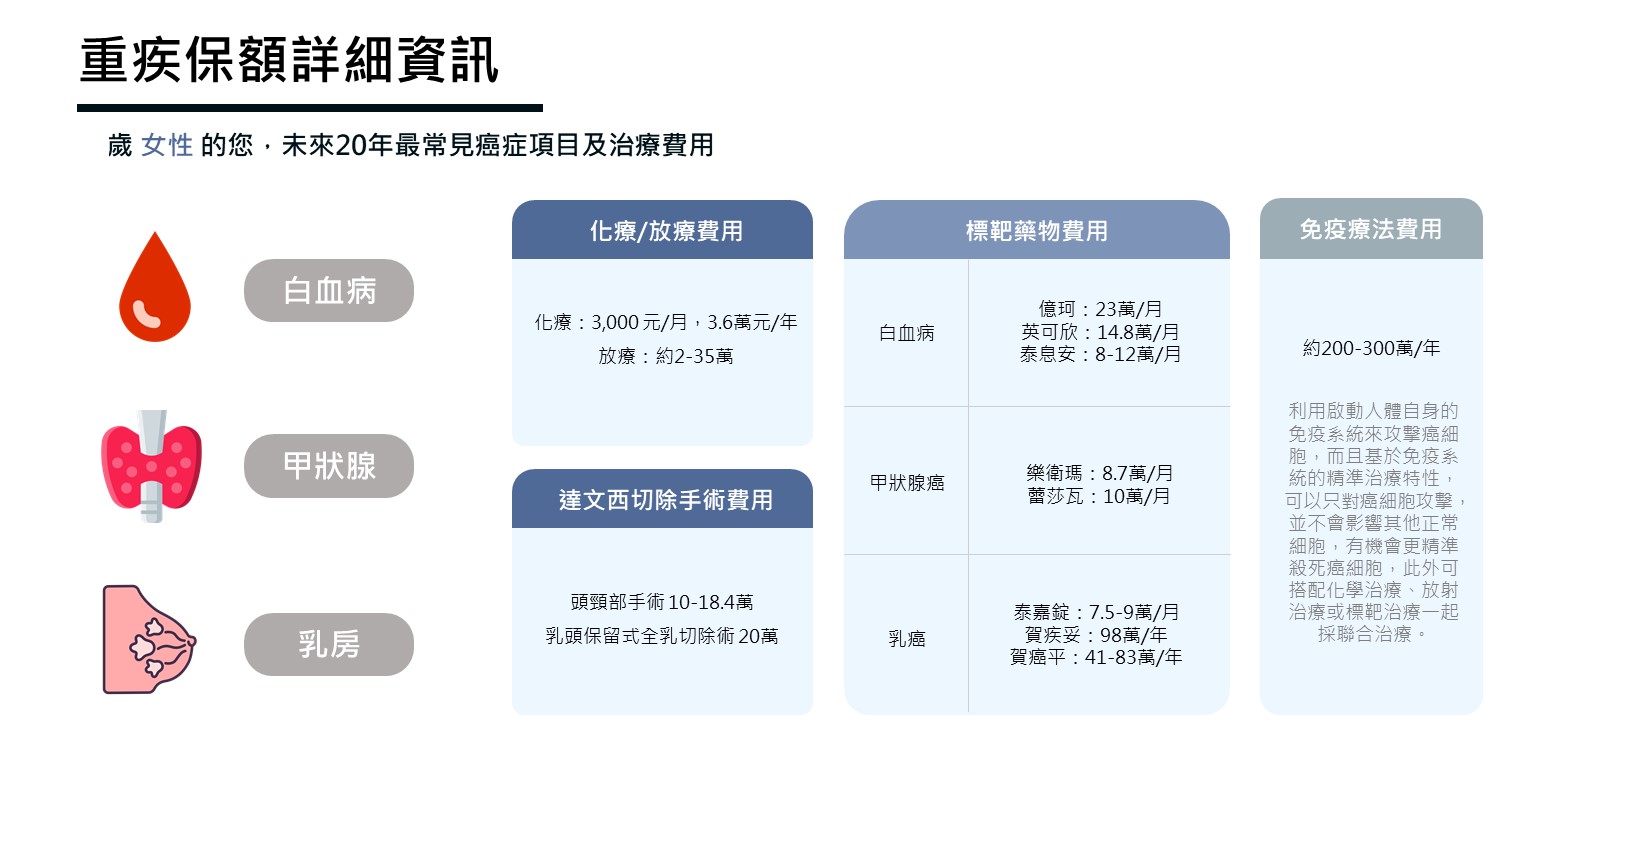 重疾保額詳細資訊
歲 女性 的您，未來20年最常見癌症項目及治療費用
白血病
甲狀腺
乳房
化療/放療費用
化療：3,000 元/月，3.6萬元/年
放療：約2-35萬
達文西切除手術費用
頭頸部手術 10-18.4萬
乳頭保留式全乳切除術 20萬
標靶藥物費用
白血病
億珂：23萬/月
英可欣：14.8萬/月
泰息安：8-12萬/月
甲狀腺癌
樂衛瑪：8.7萬/月
蕾莎瓦：10萬/月
乳癌
泰嘉錠：7.5-9萬/月
賀疾妥：98萬/年
賀癌平：41-83萬/年
免疫療法費用
約200-300萬/年
利用啟動人體自身的
免疫系統來攻擊癌細
胞，而且基於免疫系
統的精準治療特性，
可以只對癌細胞攻擊，
並不會影響其他正常
細胞，有機會更精準
殺死癌細胞，此外可
搭配化學治療、放射
治療或標靶治療一起
採聯合治療。